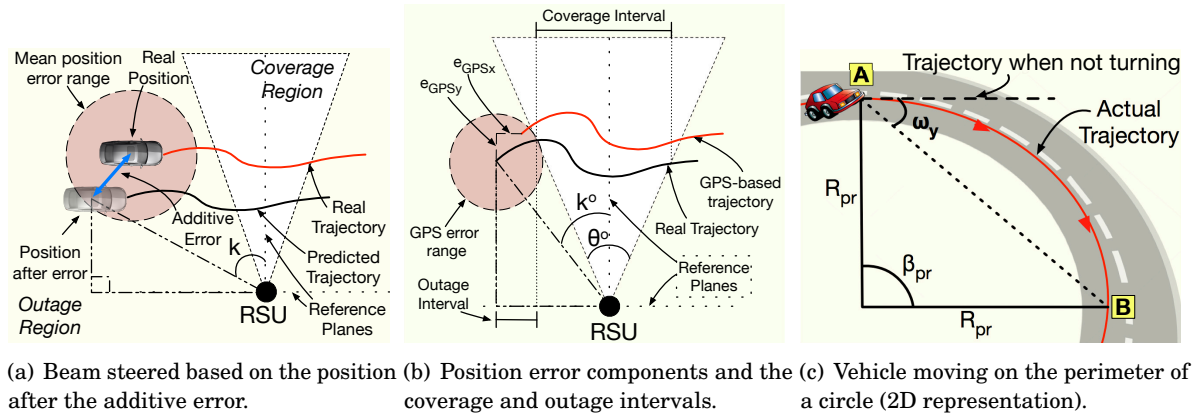 Mean position
error range
Real
Position
Coverage
Region
Additive
Error
Real
Trajectory
Position
after error
k
Predicted
Trajectory
Outage
Region
RSU
Reference
Planes
(a) Beam steered based on the position
after the additive error.
Coverage Interval
eGPSx
eGPSy
GPS-based
trajectory
kº
Real Trajectory
GPS error
range
θº
Reference
Planes
Outage
Interval
RSU
(b) Position error components and the
coverage and outage intervals.
A
Trajectory when not turning
ωy
Actual
Trajectory
Rpr
βpr
B
Rpr
(c) Vehicle moving on the perimeter of
a circle (2D representation).